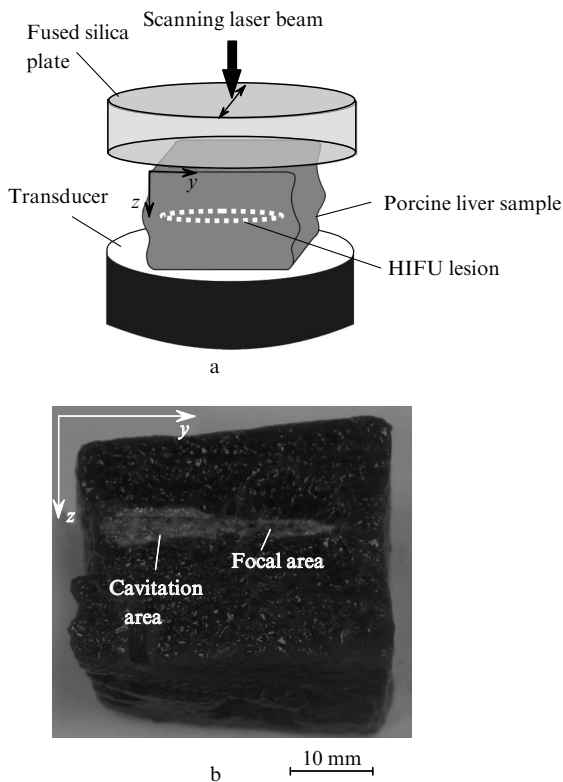 Scanning laser beam
Fused silica
plate
y
z
Transducer
Porcine liver sample
HIFU lesion
a
y
z
Focal area
Cavitation
area
b
10 mm